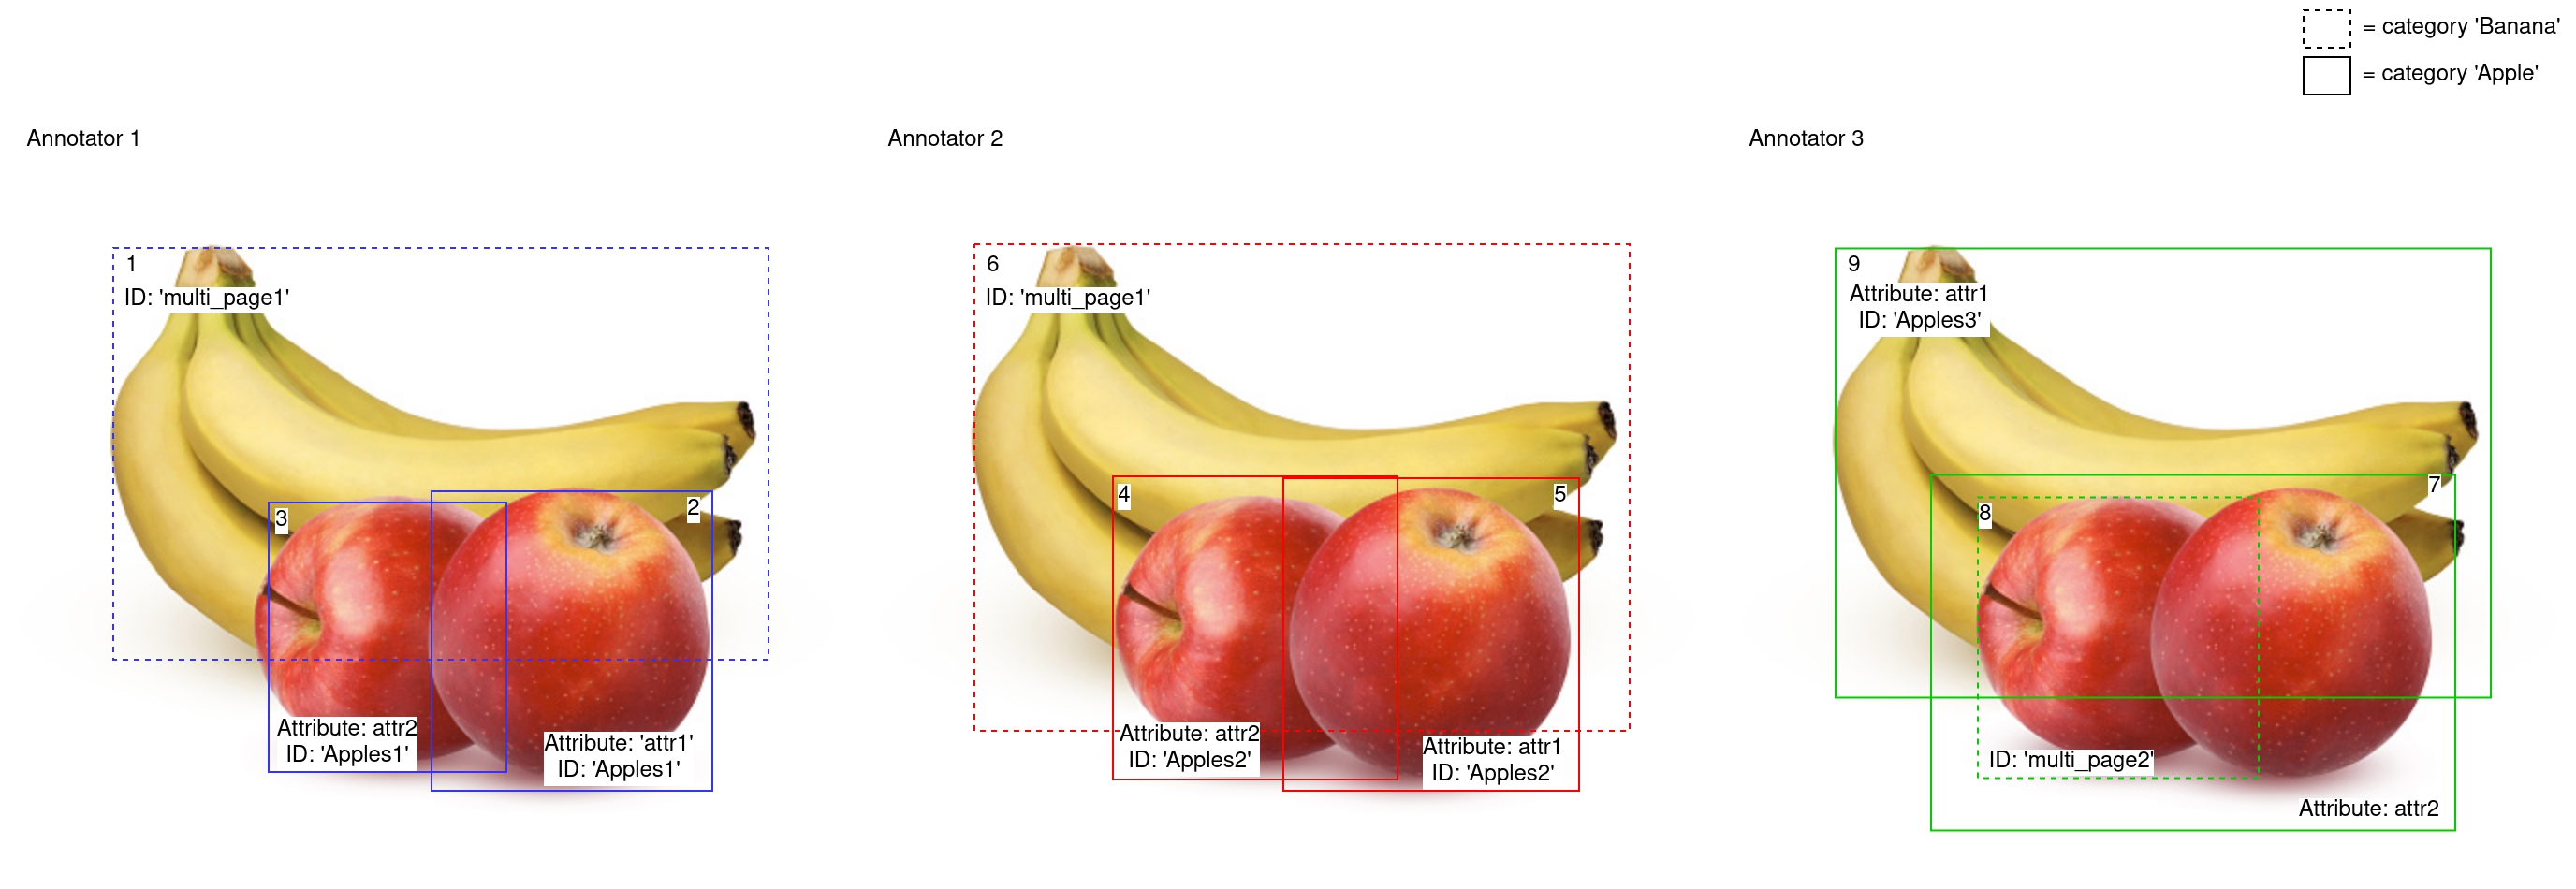 = category 'Banana'
= category 'Apple'
Annotator 1
Annotator 2
Annotator 3
1
ID: 'multi_page1'
3
2
Attribute: attr2
ID: 'Apples1'
Attribute: 'attr1'
ID: 'Apples1'
6
ID: 'multi_page1'
4
5
Attribute: attr2
ID: 'Apples2'
Attribute: attr1
ID: 'Apples2'
9
Attribute: attr1
ID: 'Apples3'
7
8
ID: 'multi_page2'
Attribute: attr2